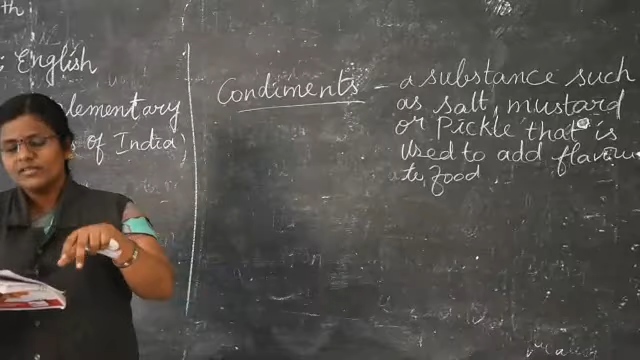 th
: English
lementary
s of India)
Condiments - a substance such
as salt, mustard
or Pickle that is
used to add flavour
to food.